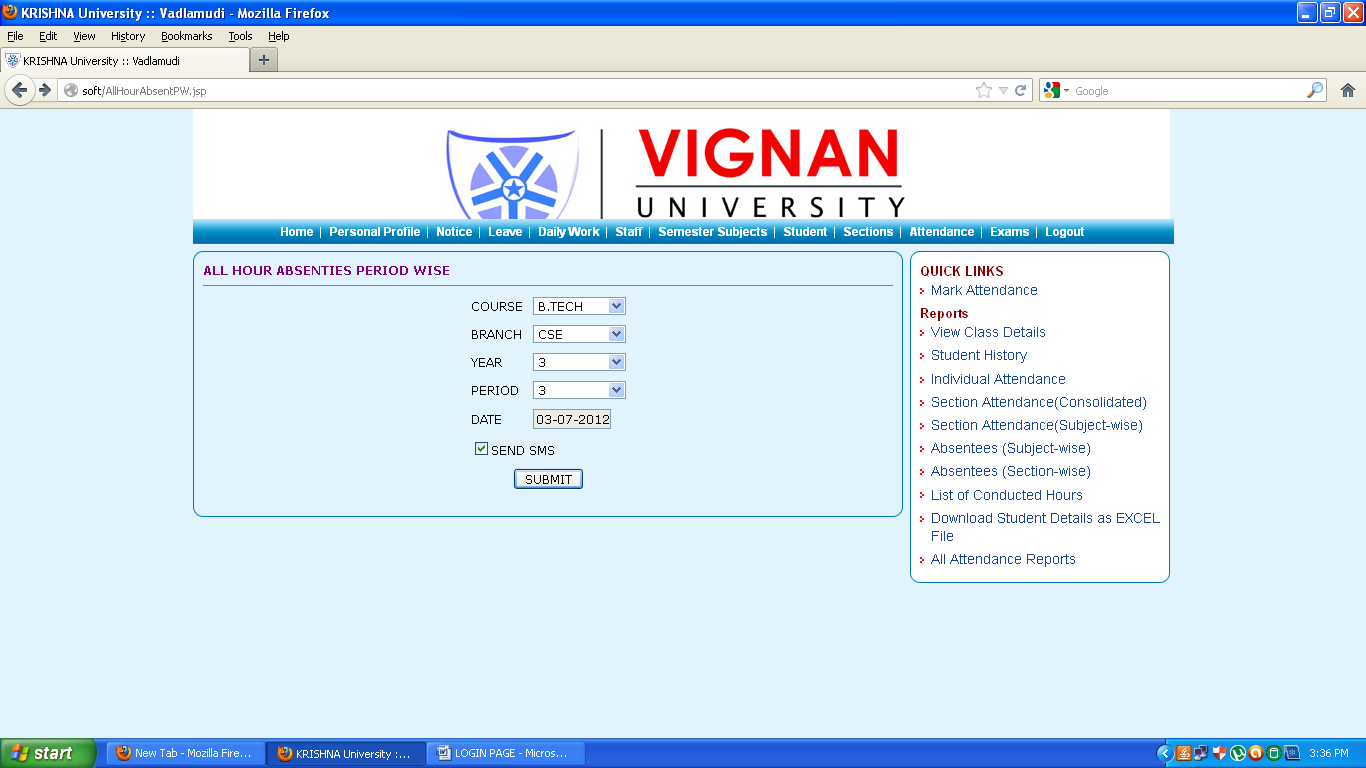 KRISHNA University :: Vadlamudi - Mozilla Firefox
File Edit View History Bookmarks Tools Help
KRISHNA University :: Vadlamudi
soft/AllHourAbsentPW.jsp
Google
VIGNAN
UNIVERSITY
Home | Personal Profile | Notice | Leave | Daily Work | Staff | Semester Subjects | Student | Sections | Attendance | Exams | Logout
ALL HOUR ABSENTIES PERIOD WISE
COURSE B.TECH
BRANCH CSE
YEAR 3
PERIOD 3
DATE 03-07-2012
SEND SMS
SUBMIT
QUICK LINKS
Mark Attendance
Reports
View Class Details
Student History
Individual Attendance
Section Attendance(Consolidated)
Section Attendance(Subject-wise)
Absentees (Subject-wise)
Absentees (Section-wise)
List of Conducted Hours
Download Student Details as EXCEL
File
All Attendance Reports
start
New Tab - Mozilla Fire...
KRISHNA University :...
LOGIN PAGE - Micros...
3:36 PM